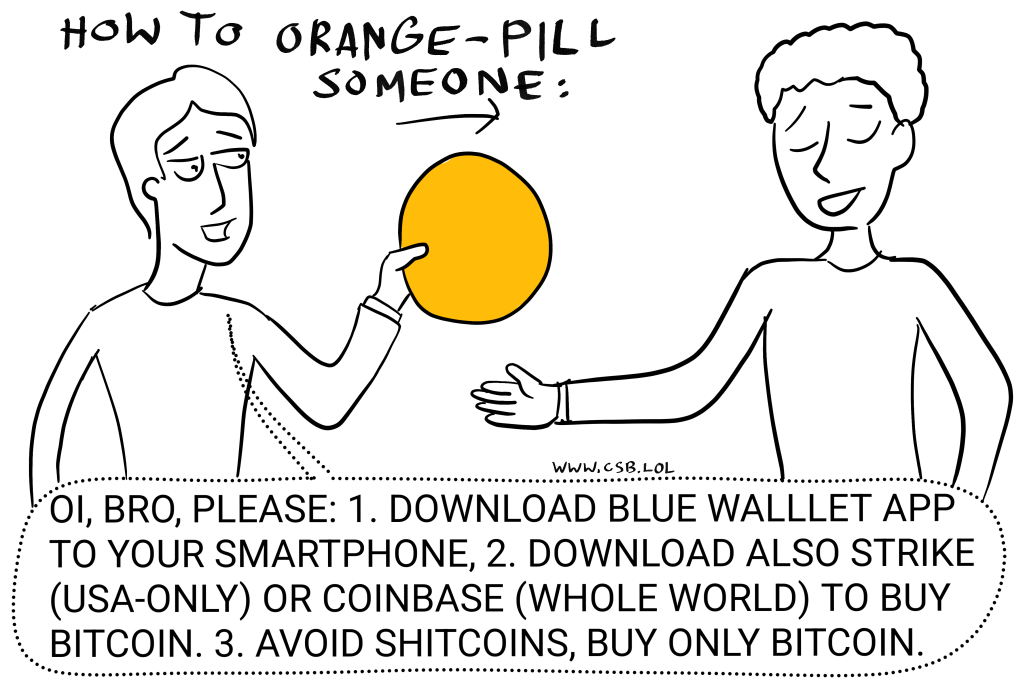 HOW TO ORANGE-PILL
SOMEONE:
WWW.CSB.LOL
OI, BRO, PLEASE: 1. DOWNLOAD BLUE WALLLET APP
TO YOUR SMARTPHONE, 2. DOWNLOAD ALSO STRIKE
(USA-ONLY) OR COINBASE (WHOLE WORLD) TO BUY
BITCOIN. 3. AVOID SHITCOINS, BUY ONLY BITCOIN.